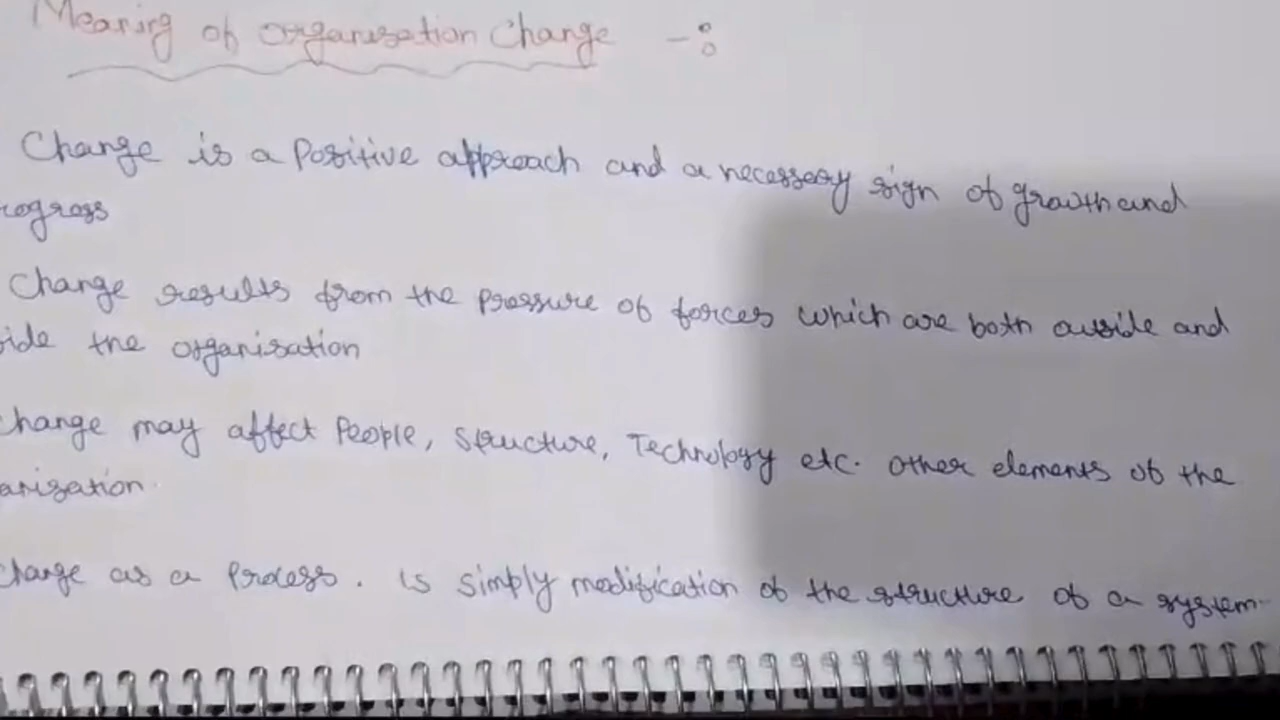 Meaning of organisation Change -:
Change is a Positive approach and a necessary sign of growth and
rogress
Change results from the pressure of forces which are both outside and
side the organisation
Change may affect People, Structure, Technology etc. other elements of the
anisation.
Change as a Process. is simply modification of the structure of a system.